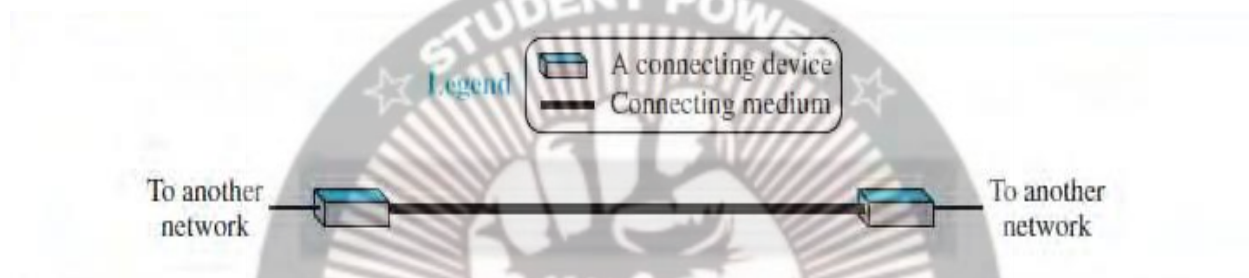 STUDENT POWER
Legend
A connecting device
Connecting medium
To another
network
To another
network